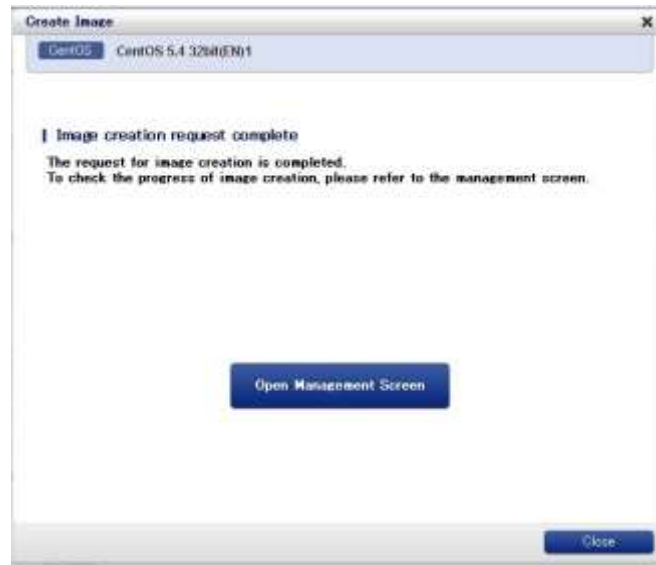 Create Image
CentOS CentOS 5.4 32bit(EN)1
Image creation request complete
The request for image creation is completed.
To check the progress of image creation, please refer to the management screen.
Open Management Screen
Close